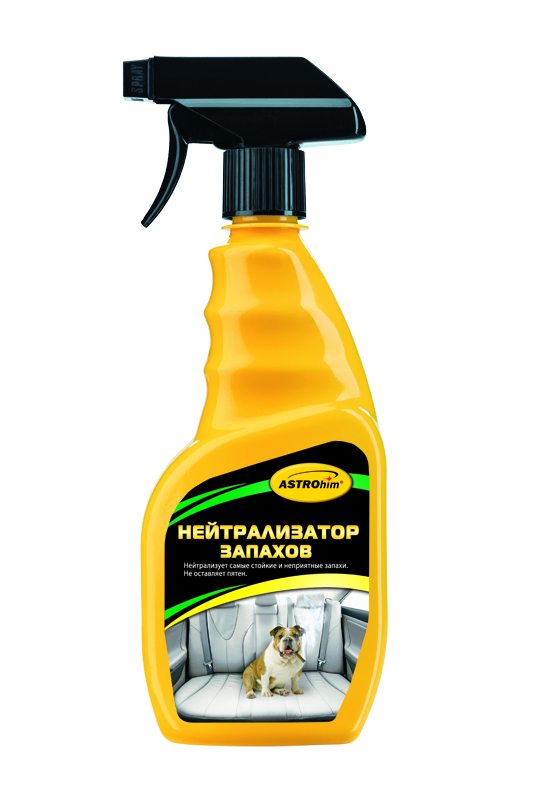 SPRAY
ASTROhim®
НЕЙТРАЛИЗАТОР
ЗАПАХОВ
Нейтрализует самые стойкие и неприятные запахи.
Не оставляет пятен.